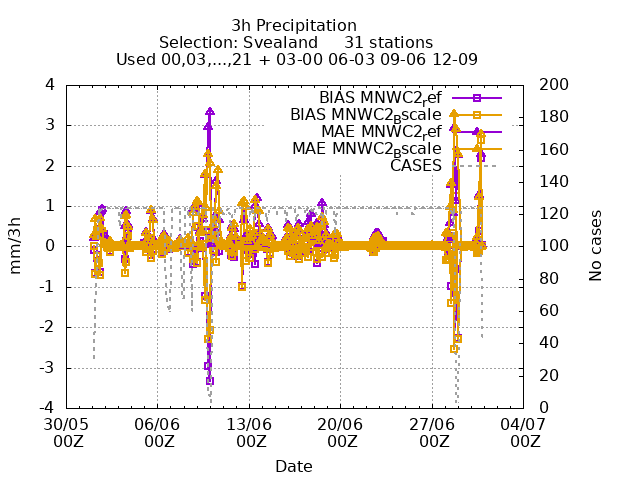 3h Precipitation
Selection: Svealand 31 stations
Used 00,03,...,21 + 03-00 06-03 09-06 12-09
BIAS MNWC2_ref
BIAS MNWC2_Bscale
MAE MNWC2_ref
MAE MNWC2_Bscale
CASES
mm/3h
4
3
2
1
0
-1
-2
-3
-4
No cases
200
180
160
140
120
100
80
60
40
20
0
30/05 00Z
06/06 00Z
13/06 00Z
20/06 00Z
27/06 00Z
04/07 00Z
Date